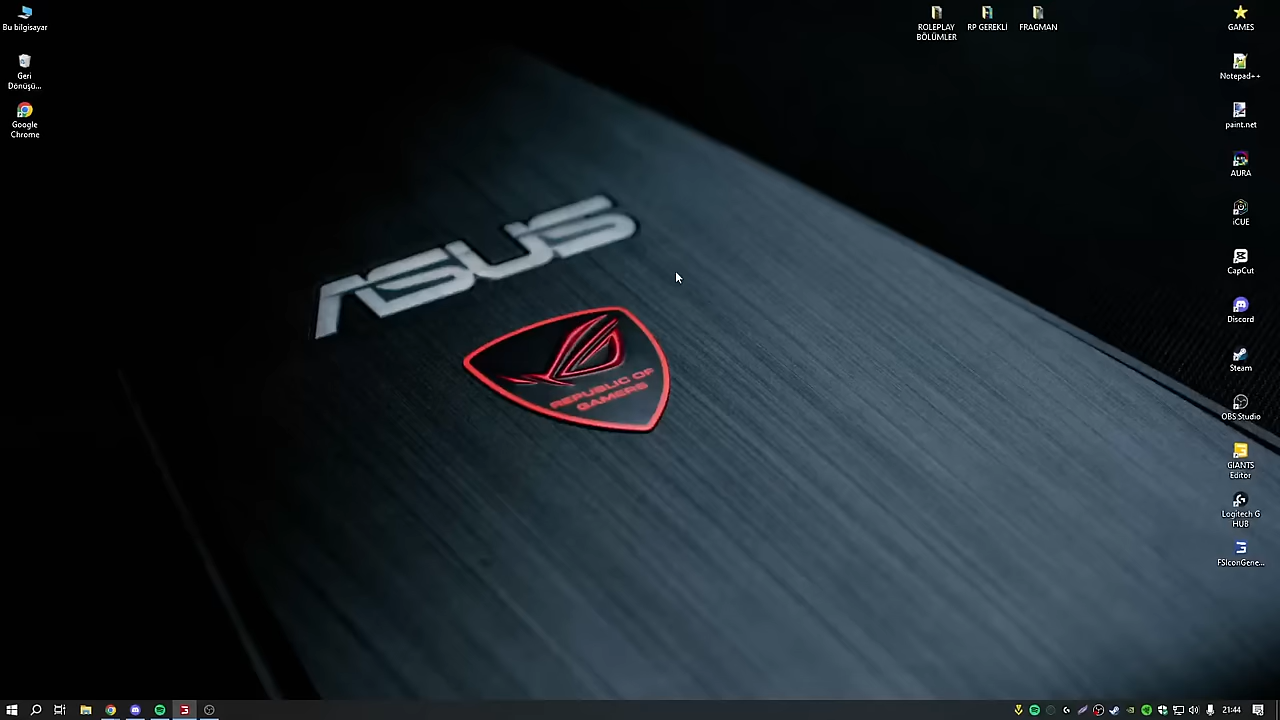 Bu bilgisayar
Geri
Dönüşü...
Google
Chrome
ROLEPLAY
BÖLÜMLER
RP GEREKLİ
FRAGMAN
GAMES
Notepad++
paint.net
AURA
iCUE
CapCut
Discord
Steam
OBS Studio
GIANTS
Editor
Logitech G
HUB
FSIconGene...
ASUS
REPUBLIC OF
GAMERS
21:44